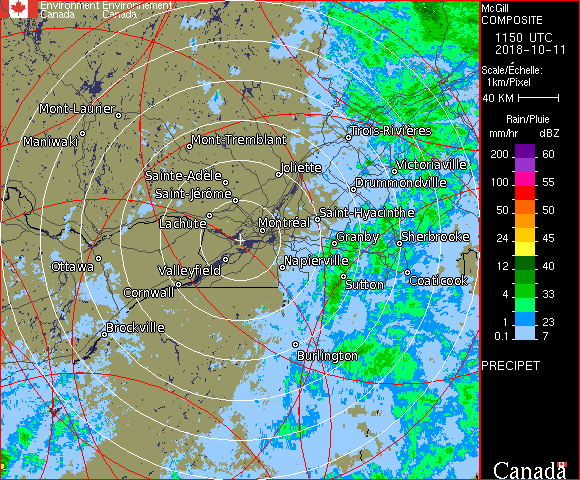 Environment Environnement
Canada Canada
McGill
COMPOSITE
1150 UTC
2018-10-11
Scale/Échelle:
1km/Pixel
40 KM
Rain/Pluie
mm/hr dBZ
200 60
100 55
50 50
24 45
12 40
4 33
1 23
0.1 7
PRECIPET
Canada
Mont-Laurier
Maniwaki
Mont-Tremblant
Trois-Rivières
Joliette
Victoriaville
Sainte-Adèle
Drummondville
Saint-Jérôme
Lachute
Saint-Hyacinthe
Montréal
Granby
Sherbrooke
Ottawa
Valleyfield
Napierville
Coaticook
Cornwall
Sutton
Brockville
Burlington